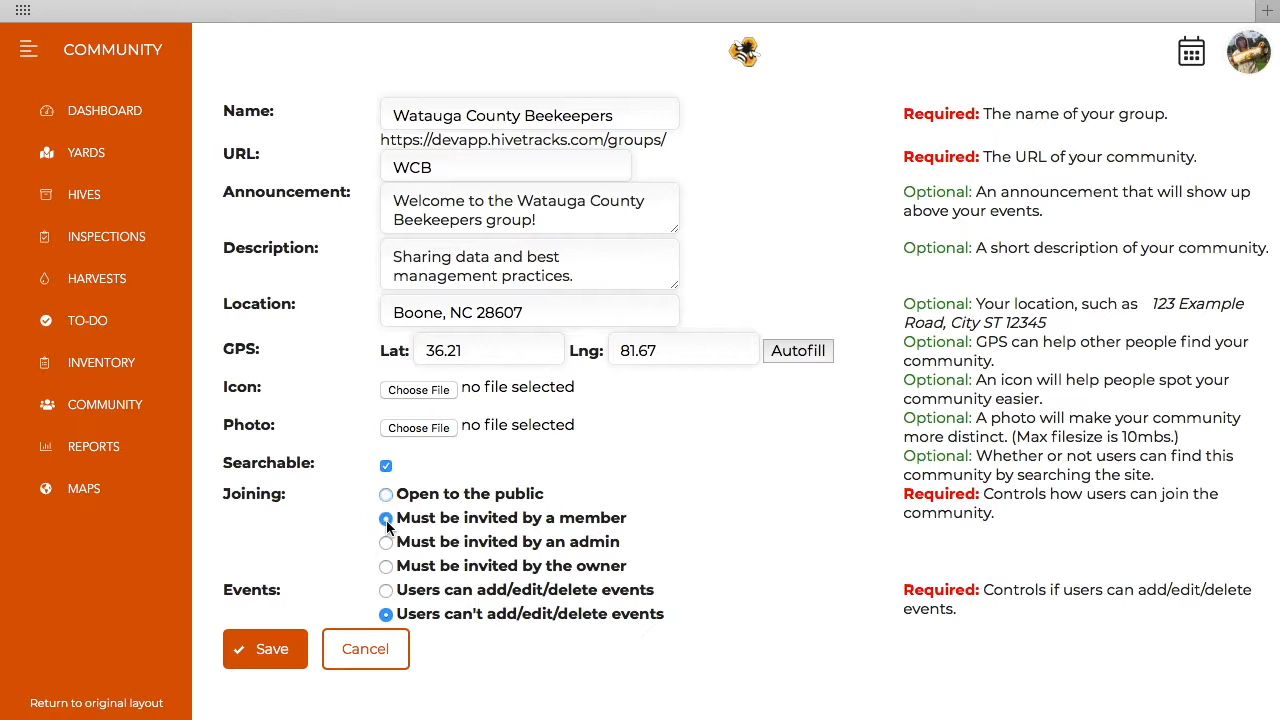 COMMUNITY
DASHBOARD
YARDS
HIVES
INSPECTIONS
HARVESTS
TO-DO
INVENTORY
COMMUNITY
REPORTS
MAPS
Return to original layout
Name:
Watauga County Beekeepers
Required: The name of your group.
https://devapp.hivetracks.com/groups/
URL:
WCB
Required: The URL of your community.
Announcement:
Welcome to the Watauga County
Beekeepers group!
Optional: An announcement that will show up
above your events.
Description:
Sharing data and best
management practices.
Optional: A short description of your community.
Location:
Boone, NC 28607
Optional: Your location, such as 123 Example
Road, City ST 12345
GPS:
Lat: 36.21 Lng: 81.67 Autofill
Optional: GPS can help other people find your
community.
Icon:
Choose File no file selected
Optional: An icon will help people spot your
community easier.
Photo:
Choose File no file selected
Optional: A photo will make your community
more distinct. (Max filesize is 10mbs.)
Searchable:
Optional: Whether or not users can find this
community by searching the site.
Joining:
Open to the public
Must be invited by a member
Must be invited by an admin
Must be invited by the owner
Required: Controls how users can join the
community.
Events:
Users can add/edit/delete events
Users can't add/edit/delete events
Required: Controls if users can add/edit/delete
events.
Save
Cancel